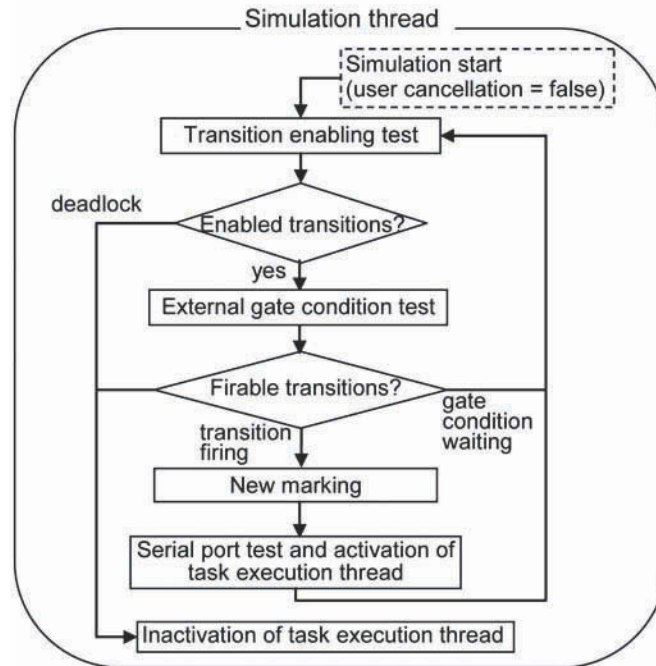 Simulation thread
Simulation start
(user cancellation = false)
Transition enabling test
deadlock
Enabled transitions?
yes
External gate condition test
Firable transitions?
gate
condition
waiting
transition
firing
New marking
Serial port test and activation of
task execution thread
Inactivation of task execution thread